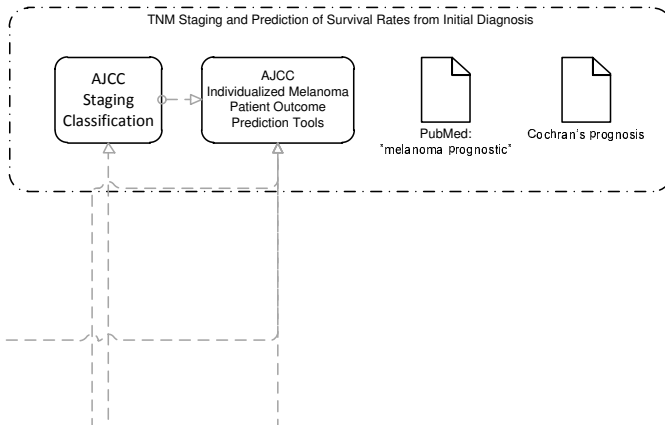 TNM Staging and Prediction of Survival Rates from Initial Diagnosis
AJCC
Staging
Classification
AJCC
Individualized Melanoma
Patient Outcome
Prediction Tools
PubMed:
"melanoma prognostic"
Cochran's prognosis